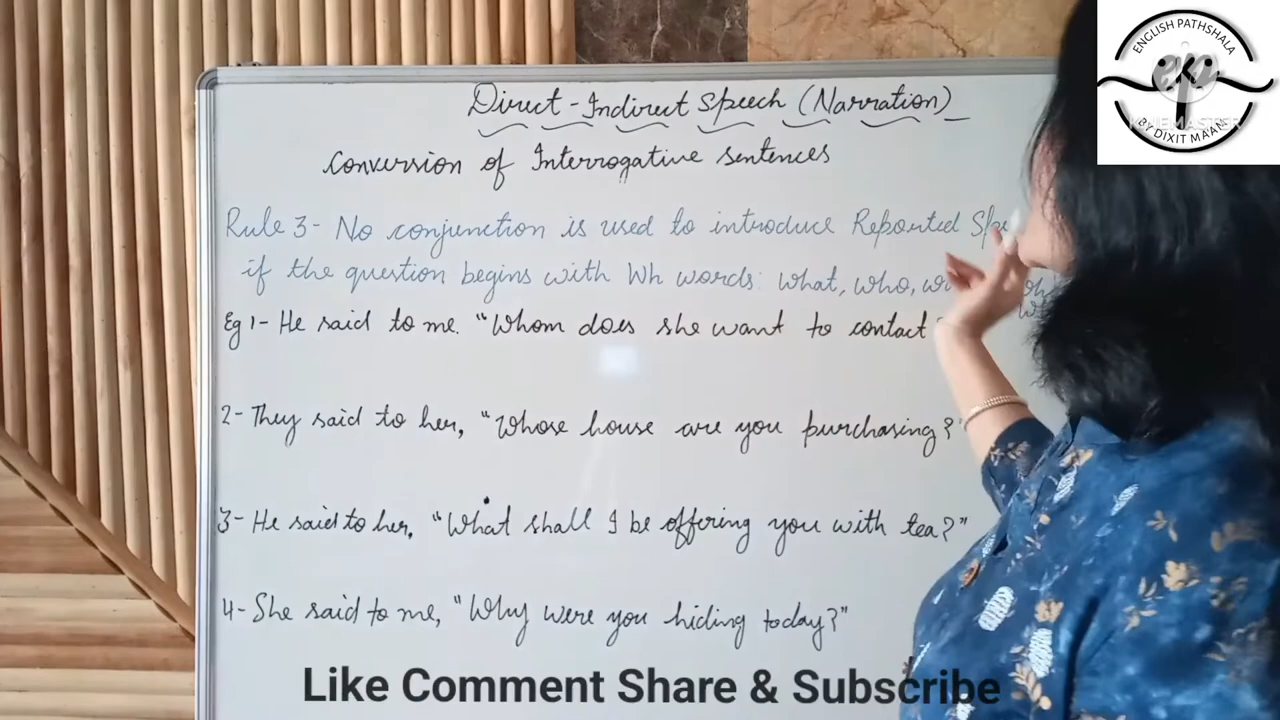 Direct-Indirect Speech (Narration)
Conversion of Interrogative sentences
Rule 3- No conjunction is used to introduce Reported
if the question begins with Wh words: What, who,
Eg 1- He said to me. "Whom does she want to contact
2- They said to her, "Whose house are you purchasing?"
3- He said to her, "What shall I be offering you with tea?"
4- She said to me, "Why were you hiding today?"
Like Comment Share & Subscribe
ENGLISH PATHSHALA
eP
BY DIXIT MAAM